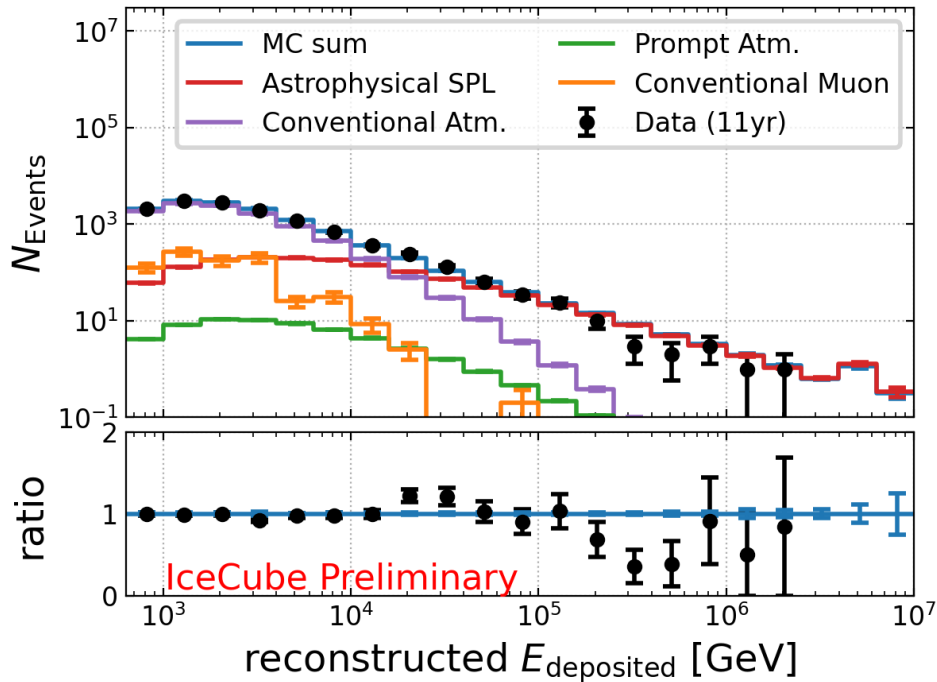 MC sum
Astrophysical SPL
Conventional Atm.
Prompt Atm.
Conventional Muon
Data (11yr)
N_Events
10^7
10^5
10^3
10^1
10^-1
ratio
2
1
0
IceCube Preliminary
10^3 10^4 10^5 10^6 10^7
reconstructed E_deposited [GeV]